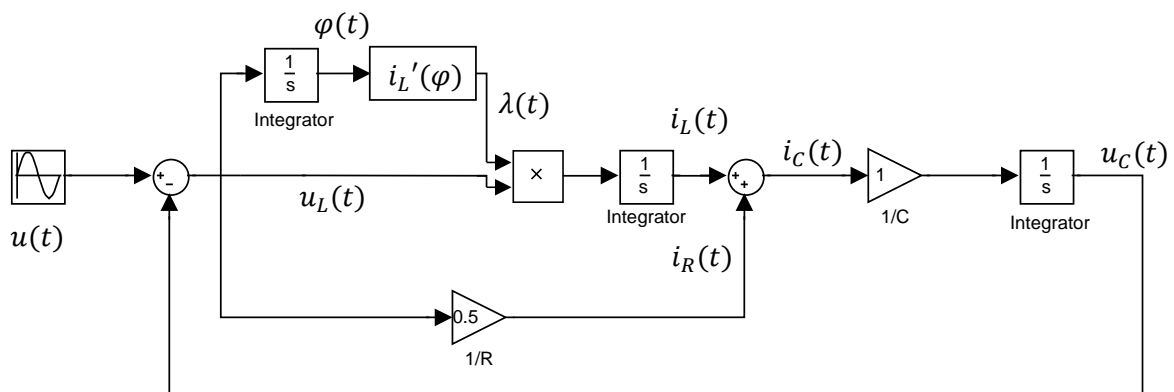 φ(t)
1
s
Integrator
i_L'(φ)
λ(t)
+
−
u(t)
u_L(t)
×
1
s
Integrator
i_L(t)
+
+
i_R(t)
i_C(t)
1
1/C
1
s
Integrator
u_C(t)
0.5
1/R